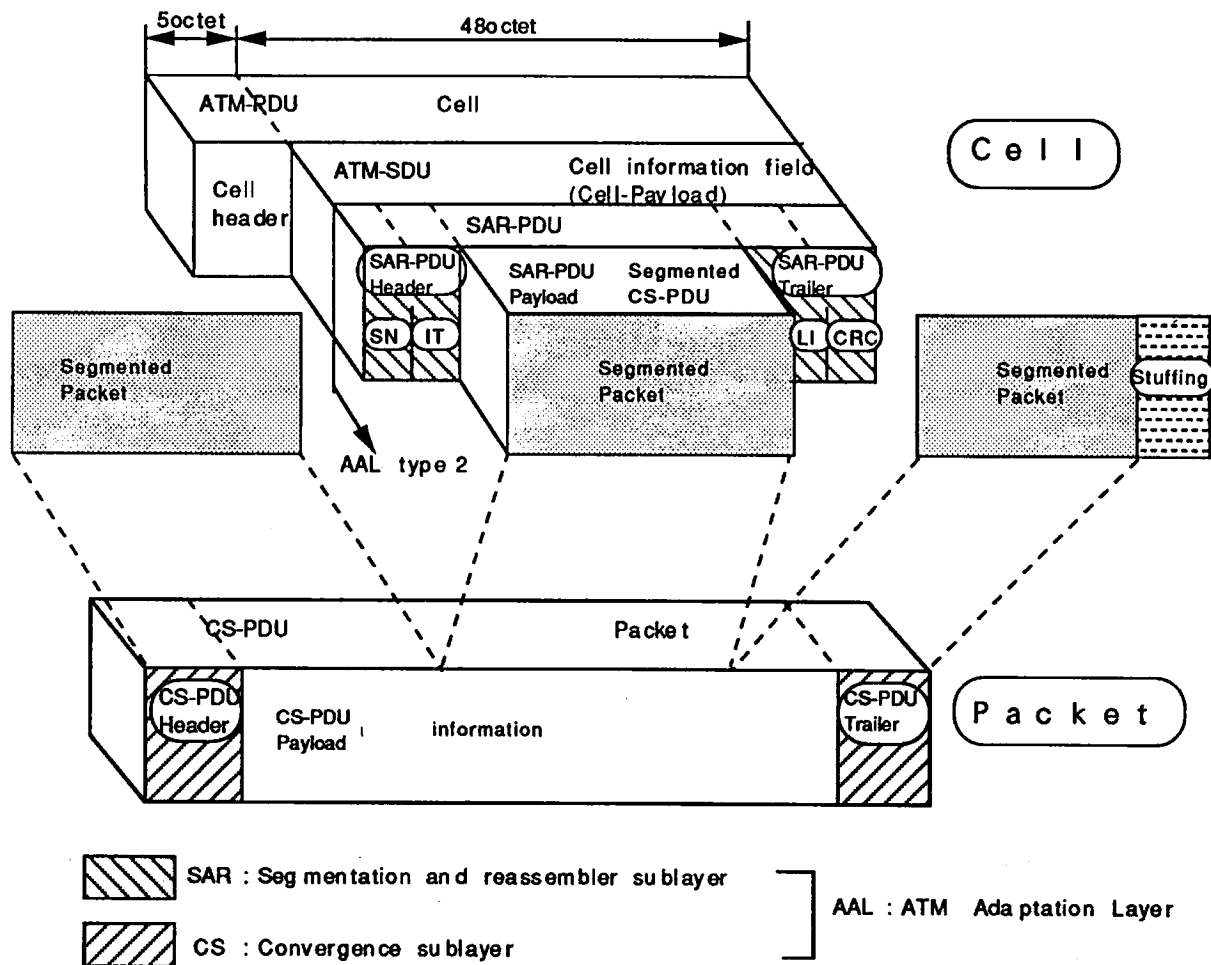 5octet
48octet
ATM-PDU Cell
Cell
ATM-SDU
Cell information field
(Cell-Payload)
Cell
header
SAR-PDU
SAR-PDU
Header
SAR-PDU
Payload
Segmented
CS-PDU
SAR-PDU
Trailer
SN
IT
LI
CRC
Segmented
Packet
Segmented
Packet
Segmented
Packet
Stuffing
AAL type 2
CS-PDU Packet
CS-PDU
Header
CS-PDU
Payload
information
CS-PDU
Trailer
Packet
SAR : Segmentation and reassembler sublayer
AAL : ATM Adaptation Layer
CS : Convergence sublayer